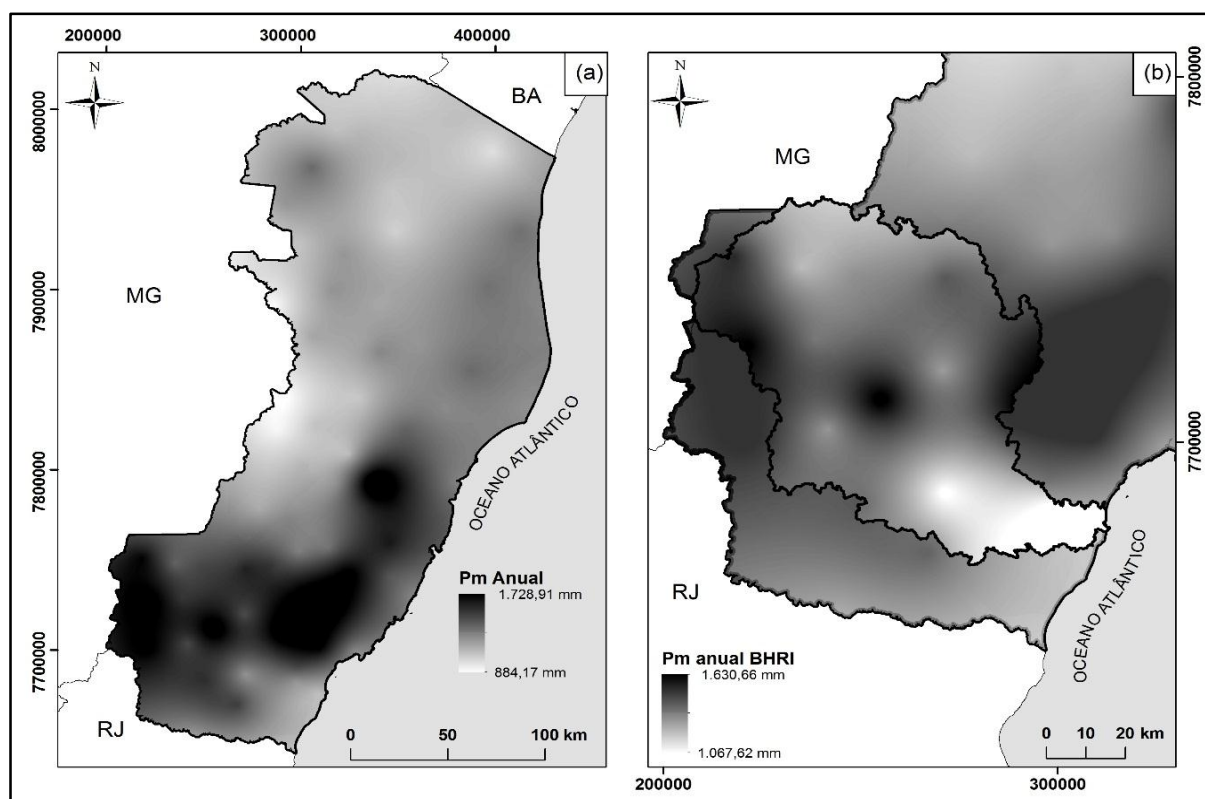 200000 300000 400000
(a)
N
BA
8000000
MG
7900000
OCEANO ATLÂNTICO
7800000
Pm Anual
1.728,91 mm
884,17 mm
7700000
RJ
0 50 100 km
(b)
N
7800000
MG
7700000
RJ
OCEANO ATLÂNTICO
Pm anual BHRI
1.630,66 mm
1.067,62 mm
0 10 20 km
200000 300000